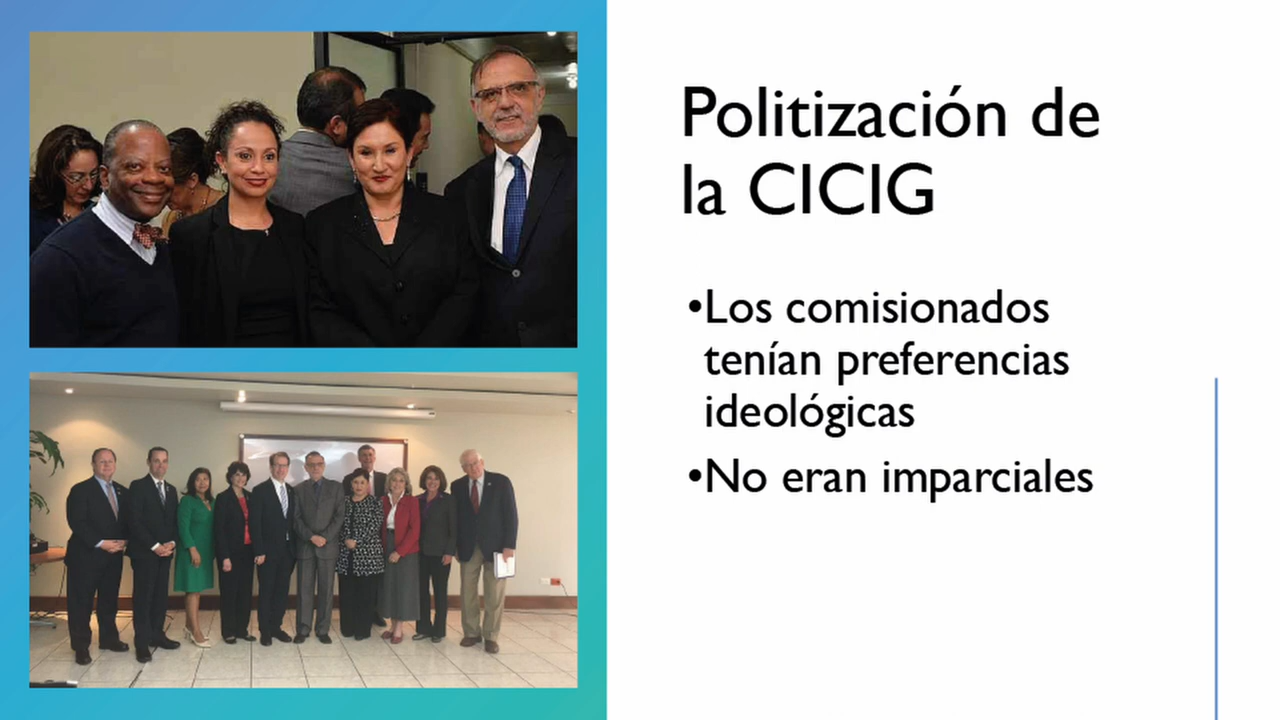 Politización de
la CICIG
•Los comisionados
tenían preferencias
ideológicas
•No eran imparciales